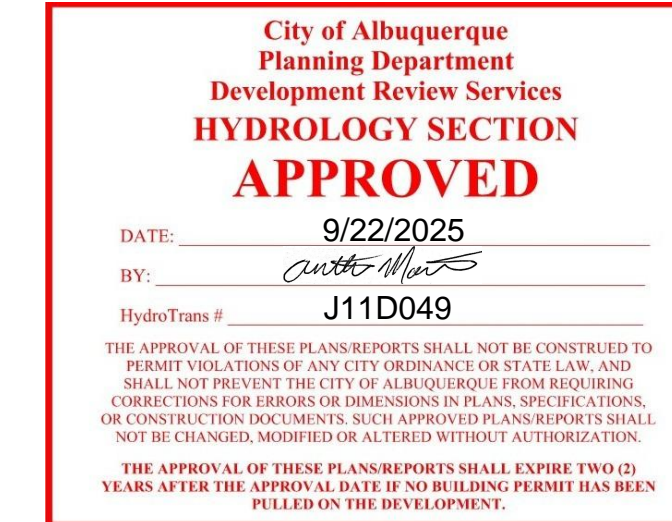 City of Albuquerque
Planning Department
Development Review Services
HYDROLOGY SECTION
APPROVED
DATE: 9/22/2025
BY:
HydroTrans # J11D049
THE APPROVAL OF THESE PLANS/REPORTS SHALL NOT BE CONSTRUED TO
PERMIT VIOLATIONS OF ANY CITY ORDINANCE OR STATE LAW, AND
SHALL NOT PREVENT THE CITY OF ALBUQUERQUE FROM REQUIRING
CORRECTIONS FOR ERRORS OR DIMENSIONS IN PLANS, SPECIFICATIONS,
OR CONSTRUCTION DOCUMENTS. SUCH APPROVED PLANS/REPORTS SHALL
NOT BE CHANGED, MODIFIED OR ALTERED WITHOUT AUTHORIZATION.
THE APPROVAL OF THESE PLANS/REPORTS SHALL EXPIRE TWO (2)
YEARS AFTER THE APPROVAL DATE IF NO BUILDING PERMIT HAS BEEN
PULLED ON THE DEVELOPMENT.